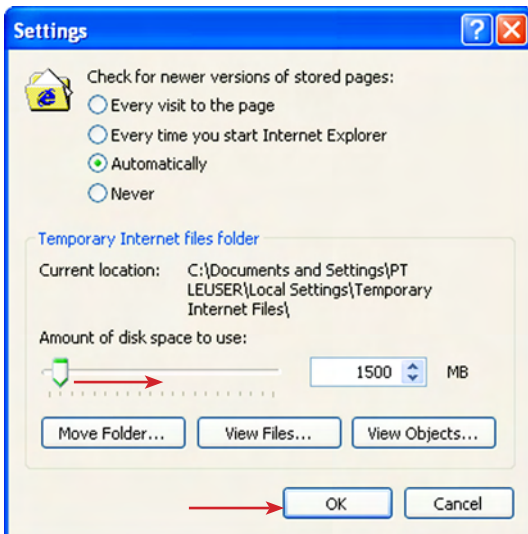 Settings
Check for newer versions of stored pages:
Every visit to the page
Every time you start Internet Explorer
Automatically
Never
Temporary Internet files folder
Current location: C:\Documents and Settings\PT
LEUSER\Local Settings\Temporary
Internet Files\
Amount of disk space to use:
1500 MB
Move Folder... View Files... View Objects...
OK Cancel